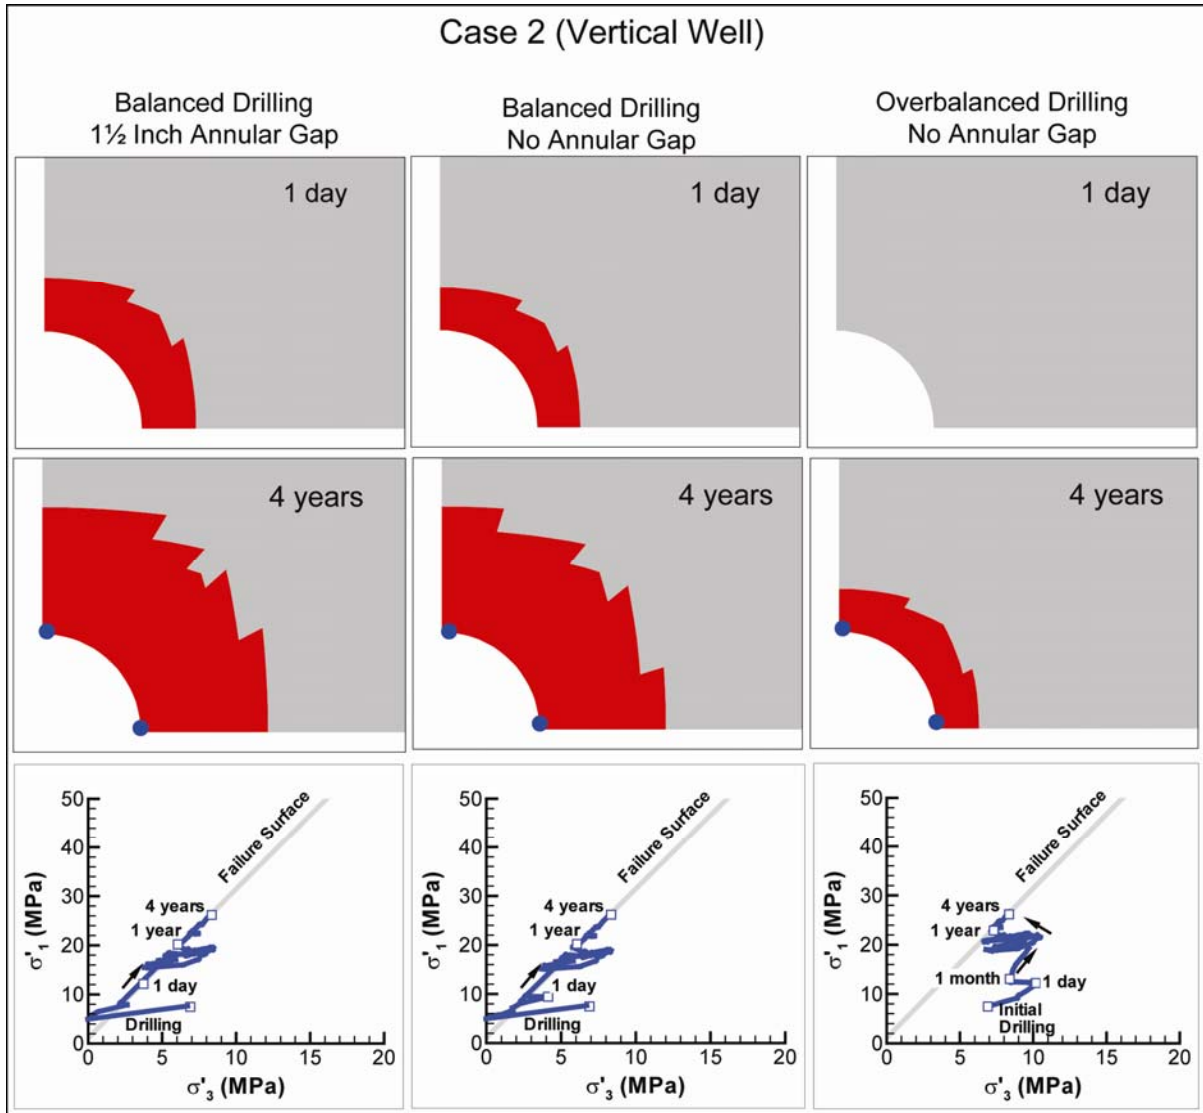 Case 2 (Vertical Well)
Balanced Drilling
1½ Inch Annular Gap
Balanced Drilling
No Annular Gap
Overbalanced Drilling
No Annular Gap
1 day
1 day
1 day
4 years
4 years
4 years
50
40
30
20
10
0
σ'₁ (MPa)
Failure Surface
4 years
1 year
1 day
Drilling
0
5
10
15
20
σ'₃ (MPa)
50
40
30
20
10
0
σ'₁ (MPa)
Failure Surface
4 years
1 year
1 day
Drilling
0
5
10
15
20
σ'₃ (MPa)
50
40
30
20
10
0
σ'₁ (MPa)
Failure Surface
4 years
1 year
1 month
1 day
Initial
Drilling
0
5
10
15
20
σ'₃ (MPa)